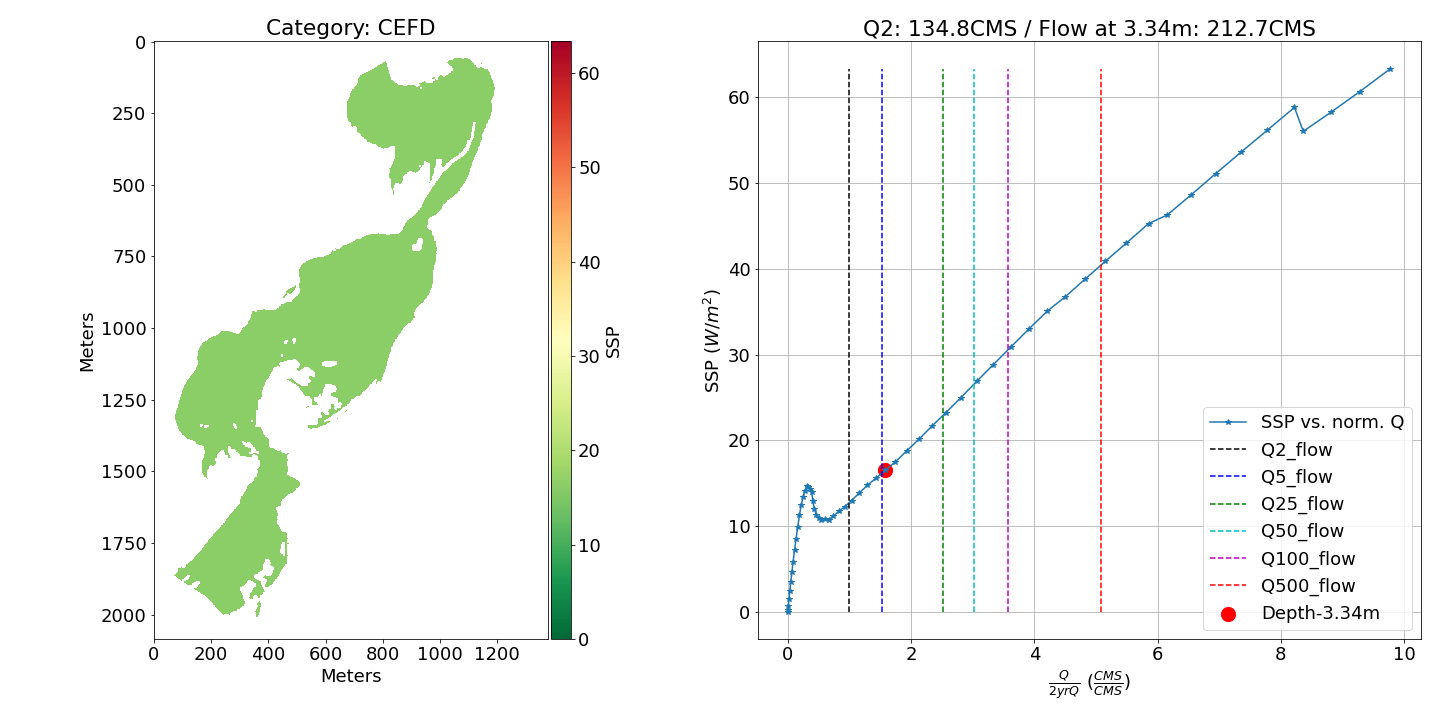 Category: CEFD
0
250
500
750
1000
1250
1500
1750
2000
Meters
0 200 400 600 800 1000 1200
Meters
60
50
40
30
20
10
0
SSP
Q2: 134.8CMS / Flow at 3.34m: 212.7CMS
60
50
40
30
20
10
0
SSP (W/m²)
0 2 4 6 8 10
Q/2yrQ (CMS/CMS)
SSP vs. norm. Q
Q2_flow
Q5_flow
Q25_flow
Q50_flow
Q100_flow
Q500_flow
Depth-3.34m